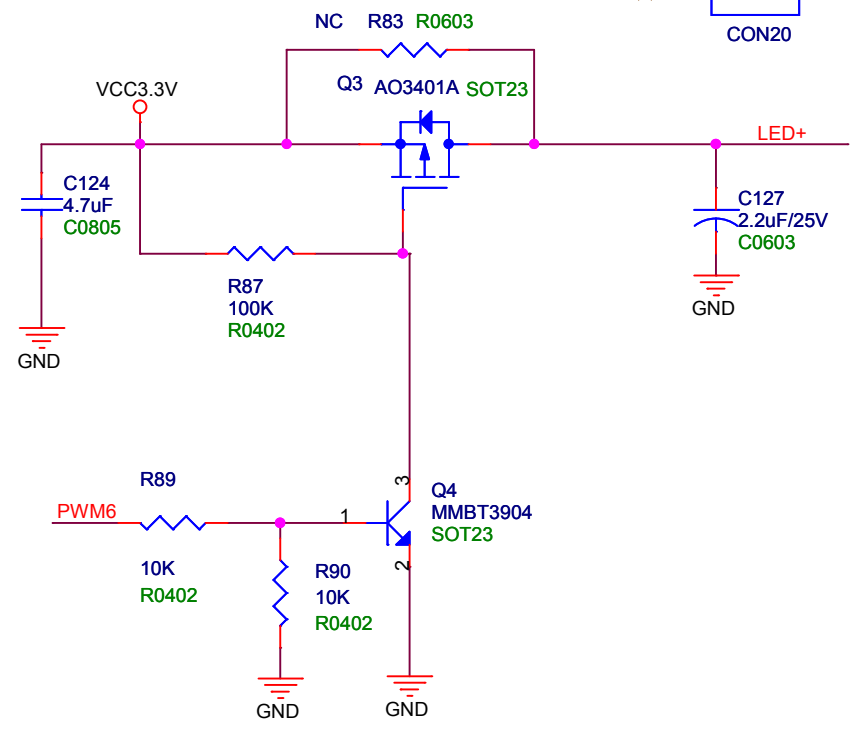 CON20
NC R83 R0603
Q3 AO3401A SOT23
VCC3.3V
LED+
C124
4.7uF
C0805
C127
2.2uF/25V
C0603
GND
R87
100K
R0402
GND
R89
3
Q4
MMBT3904
SOT23
PWM6
1
2
10K
R0402
R90
10K
R0402
GND
GND